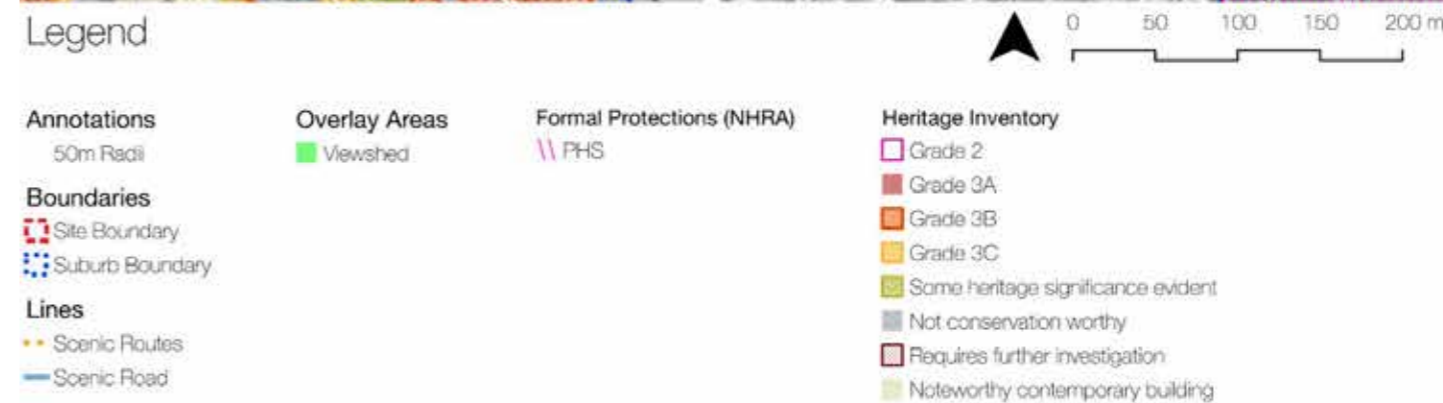 Legend
0 50 100 150 200 m
Annotations
50m Radii
Boundaries
Site Boundary
Suburb Boundary
Lines
Scenic Routes
Scenic Road
Overlay Areas
Viewshed
Formal Protections (NHRA)
PHS
Heritage Inventory
Grade 2
Grade 3A
Grade 3B
Grade 3C
Some heritage significance evident
Not conservation worthy
Requires further investigation
Noteworthy contemporary building